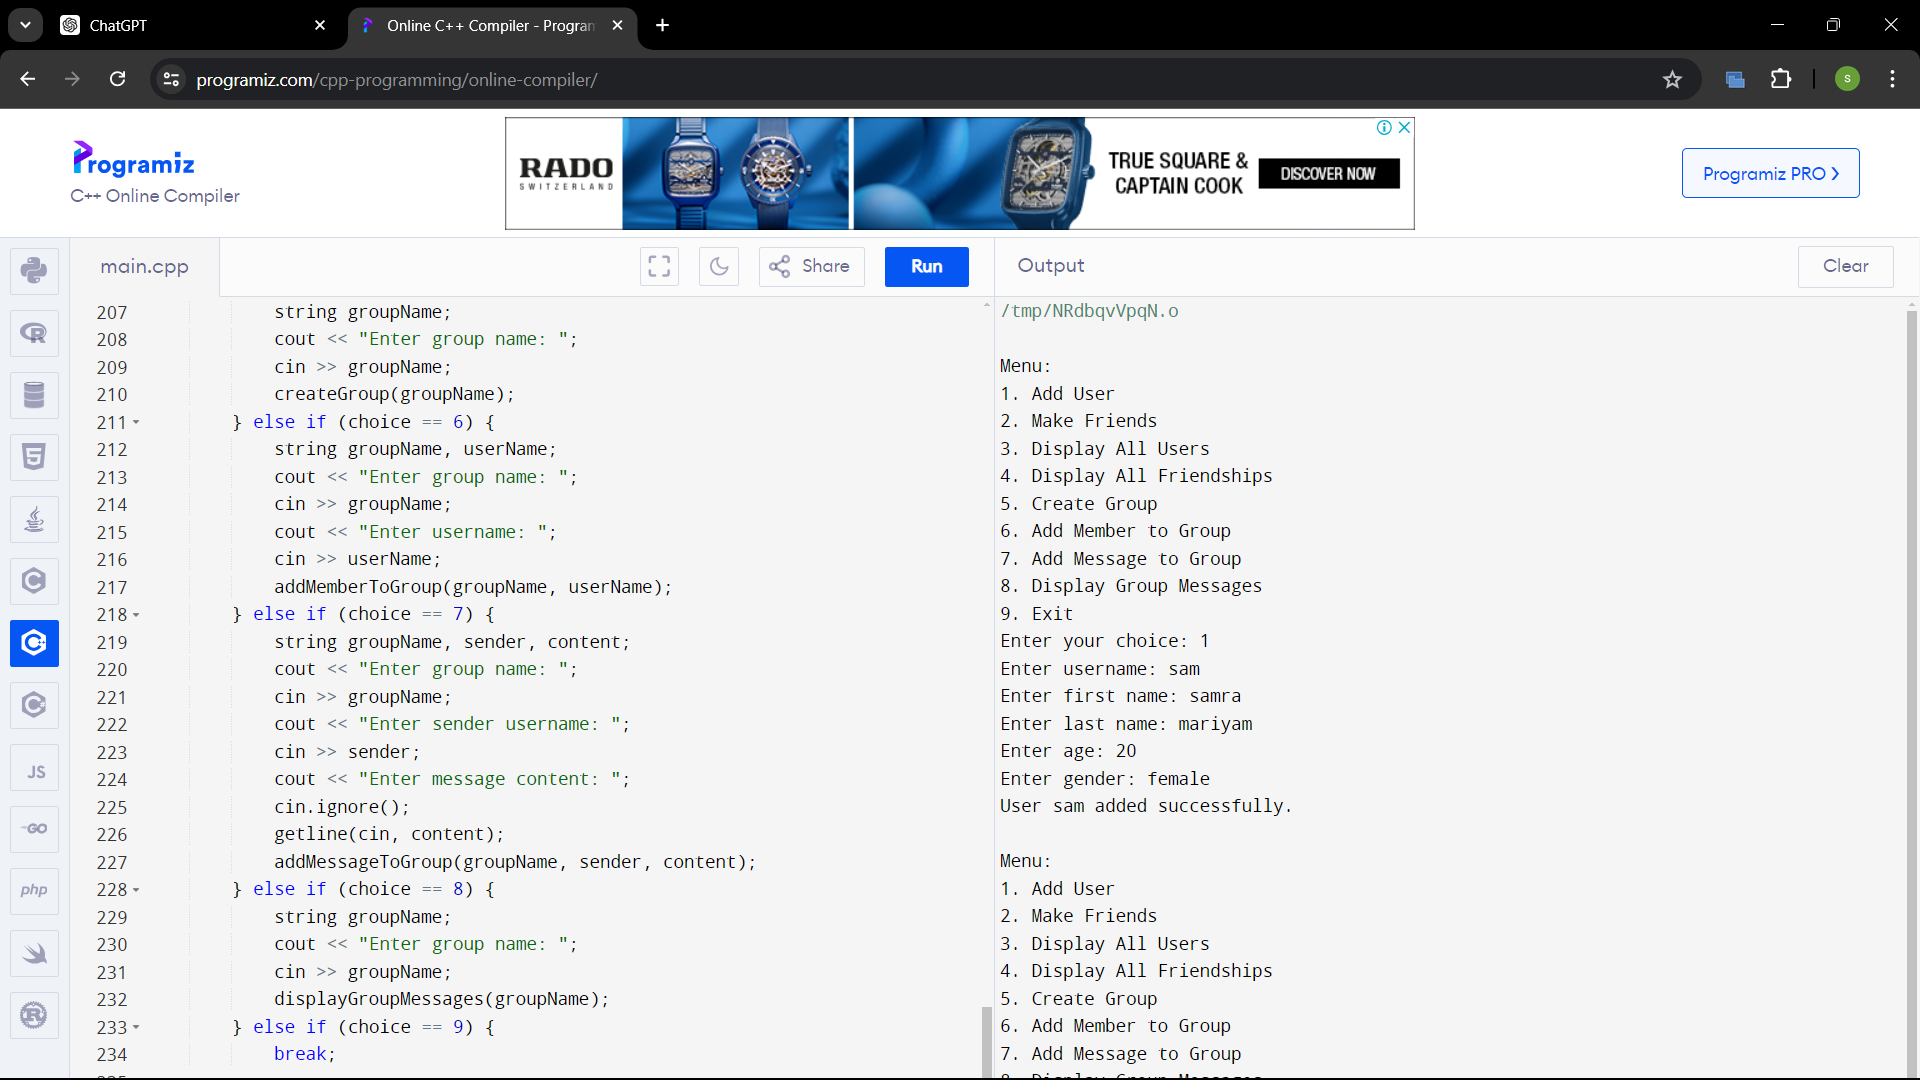 ChatGPT
Online C++ Compiler - Program
programiz.com/cpp-programming/online-compiler/
S
RADO
SWITZERLAND
TRUE SQUARE &
CAPTAIN COOK
DISCOVER NOW
Programiz
C++ Online Compiler
Programiz PRO
main.cpp
Share
Run
Output
Clear
207 string groupName;
208 cout << "Enter group name: ";
209 cin >> groupName;
210 createGroup(groupName);
211 } else if (choice == 6) {
212 string groupName, userName;
213 cout << "Enter group name: ";
214 cin >> groupName;
215 cout << "Enter username: ";
216 cin >> userName;
217 addMemberToGroup(groupName, userName);
218 } else if (choice == 7) {
219 string groupName, sender, content;
220 cout << "Enter group name: ";
221 cin >> groupName;
222 cout << "Enter sender username: ";
223 cin >> sender;
224 cout << "Enter message content: ";
225 cin.ignore();
226 getline(cin, content);
227 addMessageToGroup(groupName, sender, content);
228 } else if (choice == 8) {
229 string groupName;
230 cout << "Enter group name: ";
231 cin >> groupName;
232 displayGroupMessages(groupName);
233 } else if (choice == 9) {
234 break;
/tmp/NRdbqvVpqN.o
Menu:
1. Add User
2. Make Friends
3. Display All Users
4. Display All Friendships
5. Create Group
6. Add Member to Group
7. Add Message to Group
8. Display Group Messages
9. Exit
Enter your choice: 1
Enter username: sam
Enter first name: samra
Enter last name: mariyam
Enter age: 20
Enter gender: female
User sam added successfully.
Menu:
1. Add User
2. Make Friends
3. Display All Users
4. Display All Friendships
5. Create Group
6. Add Member to Group
7. Add Message to Group
8. Display Group Messages
R
5
C
C
C
JS
GO
php
R